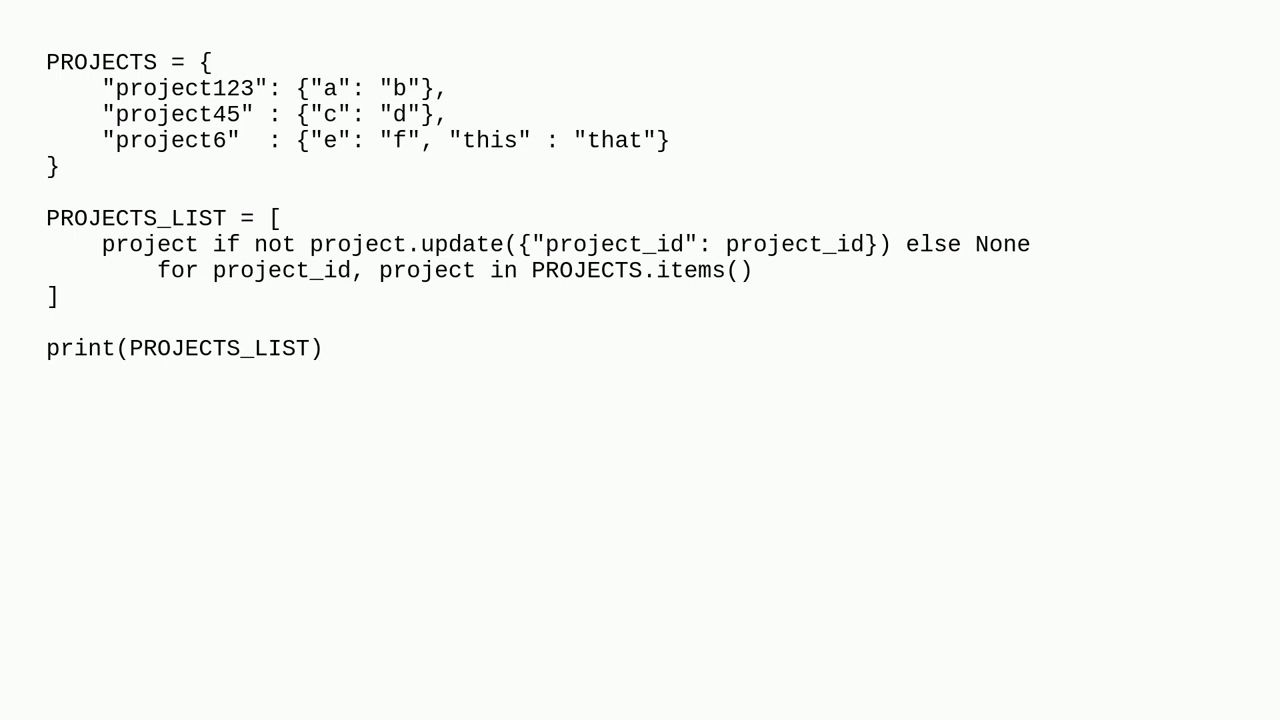 PROJECTS = {
    "project123": {"a": "b"},
    "project45" : {"c": "d"},
    "project6"  : {"e": "f", "this" : "that"}
}

PROJECTS_LIST = [
    project if not project.update({"project_id": project_id}) else None
        for project_id, project in PROJECTS.items()
]

print(PROJECTS_LIST)